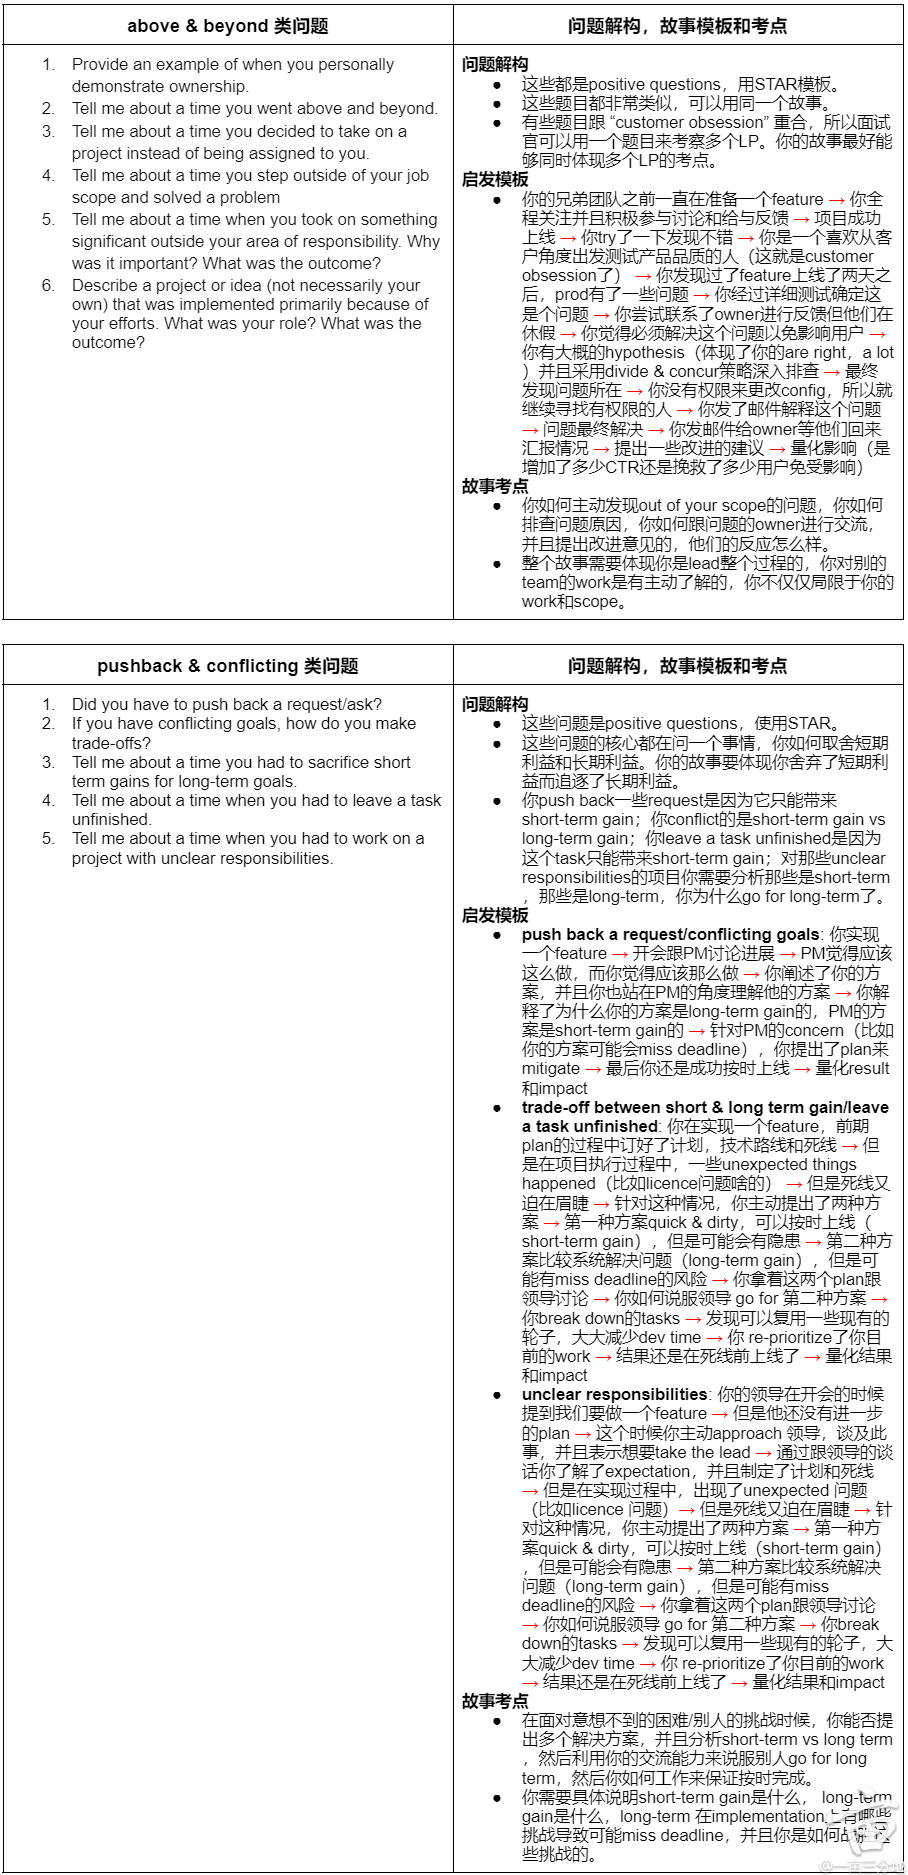 above & beyond 类问题
问题解构，故事模板和考点
1. Provide an example of when you personally
demonstrate ownership.
2. Tell me about a time you went above and beyond.
3. Tell me about a time you decided to take on a
project instead of being assigned to you.
4. Tell me about a time you step outside of your job
scope and solved a problem
5. Tell me about a time when you took on something
significant outside your area of responsibility. Why
was it important? What was the outcome?
6. Describe a project or idea (not necessarily your
own) that was implemented primarily because of
your efforts. What was your role? What was the
outcome?
问题解构
● 这些都是positive questions，用STAR模板。
● 这些题目都非常类似，可以用同一个故事。
● 有些题目跟 “customer obsession” 重合，所以面试
官可以用一个题目来考察多个LP。你的故事最好能
够同时体现多个LP的考点。
启发模板
● 你的兄弟团队之前一直在准备一个feature → 你全
程关注并且积极参与讨论和给与反馈 → 项目成功
上线 → 你try了一下发现不错 → 你是一个喜欢从客
户角度出发测试产品品质的人（这就是customer
obsession了） → 你发现过了feature上线了两天之
后，prod有了一些问题 → 你经过详细测试确定这
是个问题 → 你尝试联系了owner进行反馈但他们在
休假 → 你觉得必须解决这个问题以免影响用户 →
你有大概的hypothesis（体现了你的are right，a lot
）并且采用divide & concur策略深入排查 → 最终
发现问题所在 → 你没有权限来更改config，所以就
继续寻找有权限的人 → 你发了邮件解释这个问题
→ 问题最终解决 → 你发邮件给owner等他们回来
汇报情况 → 提出一些改进的建议 → 量化影响（是
增加了多少CTR还是挽救了多少用户免受影响）
故事考点
● 你如何主动发现out of your scope的问题，你如何
排查问题原因，你如何跟问题的owner进行交流，
并且提出改进意见的，他们的反应怎么样。
● 整个故事需要体现你是lead整个过程的，你对别的
team的work是有主动了解的，你不仅仅局限于你的
work和scope。
pushback & conflicting 类问题
问题解构，故事模板和考点
1. Did you have to push back a request/ask?
2. If you have conflicting goals, how do you make
trade-offs?
3. Tell me about a time you had to sacrifice short
term gains for long-term goals.
4. Tell me about a time when you had to leave a task
unfinished.
5. Tell me about a time when you had to work on a
project with unclear responsibilities.
问题解构
● 这些问题是positive questions，使用STAR。
● 这些问题的核心都在问一个事情，你如何取舍短期
利益和长期利益。你的故事要体现你舍弃了短期利
益而追逐了长期利益。
● 你push back一些request是因为它只能带来
short-term gain；你conflict的是short-term gain vs
long-term gain；你leave a task unfinished是因为
这个task只能带来short-term gain；对那些unclear
responsibilities的项目你需要分析那些是short-term
，那些是long-term，你为什么go for long-term了。
启发模板
● push back a request/conflicting goals: 你实现
一个feature → 开会跟PM讨论进展 → PM觉得应该
这么做，而你觉得应该那么做 → 你阐述了你的方
案，并且你也站在PM的角度理解他的方案 → 你解
释了为什么你的方案是long-term gain的，PM的方
案是short-term gain的 → 针对PM的concern（比如
你的方案可能会miss deadline），你提出了plan来
mitigate → 最后你还是成功按时上线 → 量化result
和impact
● trade-off between short & long term gain/leave
a task unfinished: 你在实现一个feature，前期
plan的过程中订好了计划，技术路线和死线 → 但
是在项目执行过程中，一些unexpected things
happened（比如licence问题啥的） → 但是死线又
迫在眉睫 → 针对这种情况，你主动提出了两种方
案 → 第一种方案quick & dirty，可以按时上线（
short-term gain），但是可能会有隐患 → 第二种方
案比较系统解决问题（long-term gain），但是可
能有miss deadline的风险 → 你拿着这两个plan跟
领导讨论 → 你如何说服领导 go for 第二种方案 →
你break down的tasks → 发现可以复用一些现有的
轮子，大大减少dev time → 你 re-prioritize了你目
前的work → 结果还是在死线前上线了 → 量化结果
和impact
● unclear responsibilities: 你的领导在开会的时候
提到我们要做一个feature → 但是他还没有进一步
的plan → 这个时候你主动approach 领导，谈及此
事，并且表示想要take the lead → 通过跟领导的谈
话你了解了expectation，并且制定了计划和死线
→ 但是在实现过程中，出现了unexpected 问题
（比如licence 问题）→ 但是死线又迫在眉睫 → 针
对这种情况，你主动提出了两种方案 → 第一种方
案quick & dirty，可以按时上线（short-term gain）
，但是可能会有隐患 → 第二种方案比较系统解决
问题（long-term gain），但是可能有miss
deadline的风险 → 你拿着这两个plan跟领导讨论
→ 你如何说服领导 go for 第二种方案 → 你break
down的tasks → 发现可以复用一些现有的轮子，大
大减少dev time → 你 re-prioritize了你目前的work
→ 结果还是在死线前上线了 → 量化结果和impact
故事考点
● 在面对意想不到的困难/别人的挑战时候，你能否提
出多个解决方案，并且分析short-term vs long term
，然后利用你的交流能力来说服别人go for long
term，然后你如何工作来保证按时完成。
● 你需要具体说明short-term gain是什么， long-term
gain是什么，long-term 在implementation上有哪些
挑战导致可能miss deadline，并且你是如何战胜这
些挑战的。
@一亩三分地